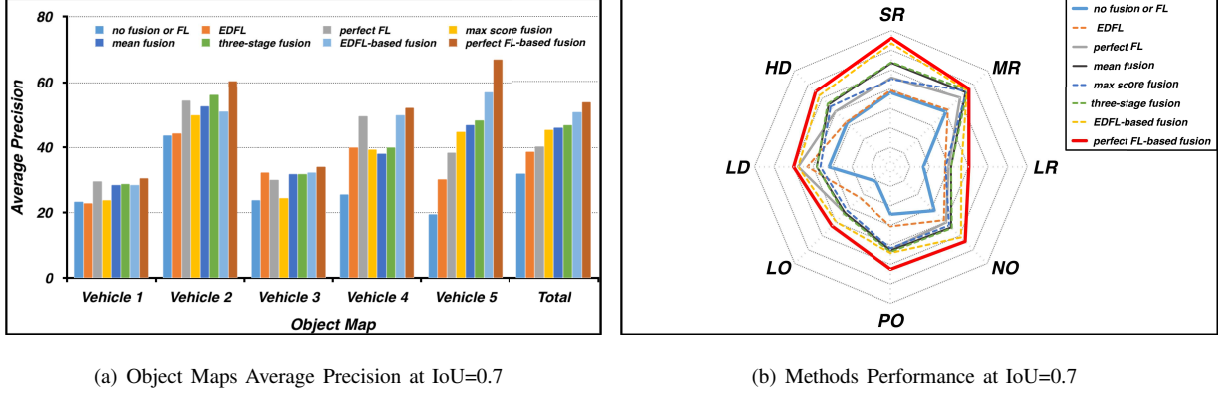 80
60
40
20
0
Average Precision
no fusion or FL
EDFL
perfect FL
max score fusion
mean fusion
three-stage fusion
EDFL-based fusion
perfect FL-based fusion
Vehicle 1
Vehicle 2
Vehicle 3
Vehicle 4
Vehicle 5
Total
Object Map
(a) Object Maps Average Precision at IoU=0.7
SR
MR
LR
NO
PO
LO
LD
HD
no fusion or FL
EDFL
perfect FL
mean fusion
max score fusion
three-stage fusion
EDFL-based fusion
perfect FL-based fusion
(b) Methods Performance at IoU=0.7